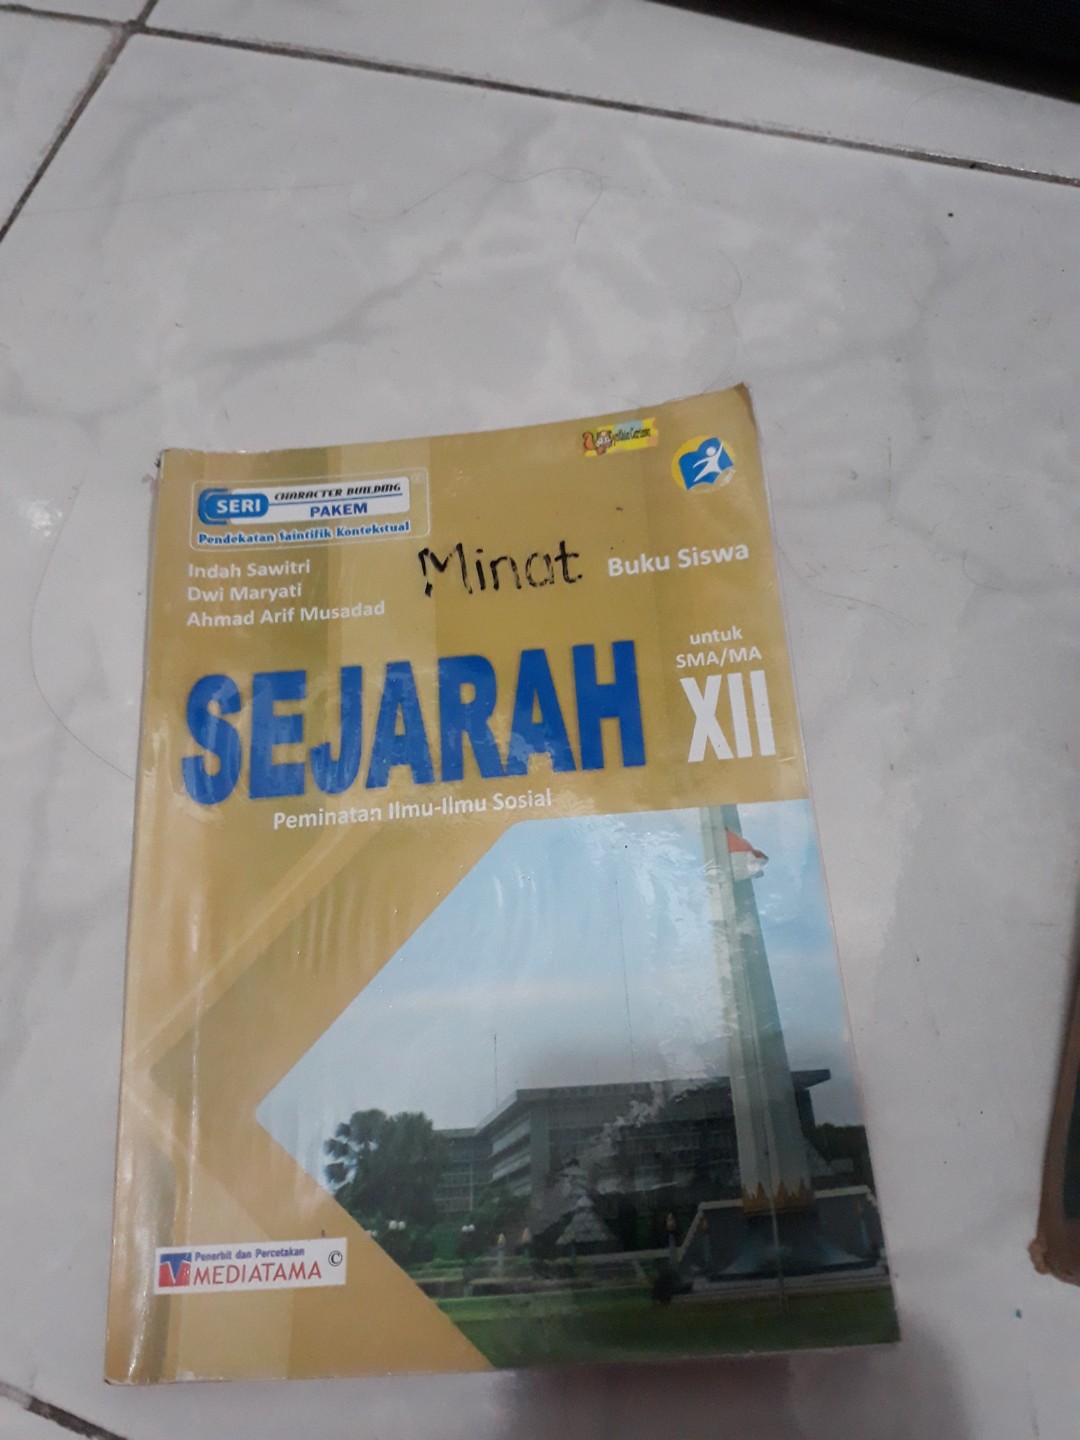 SERI
CHARACTER BUILDING
PAKEM
Pendekatan Saintifik Kontekstual
Indah Sawitri
Dwi Maryati
Ahmad Arif Musadad
Minat
Buku Siswa
SEJARAH
untuk
SMA/MA
XII
Peminatan Ilmu-Ilmu Sosial
Penerbit dan Percetakan
MEDIATAMA ©